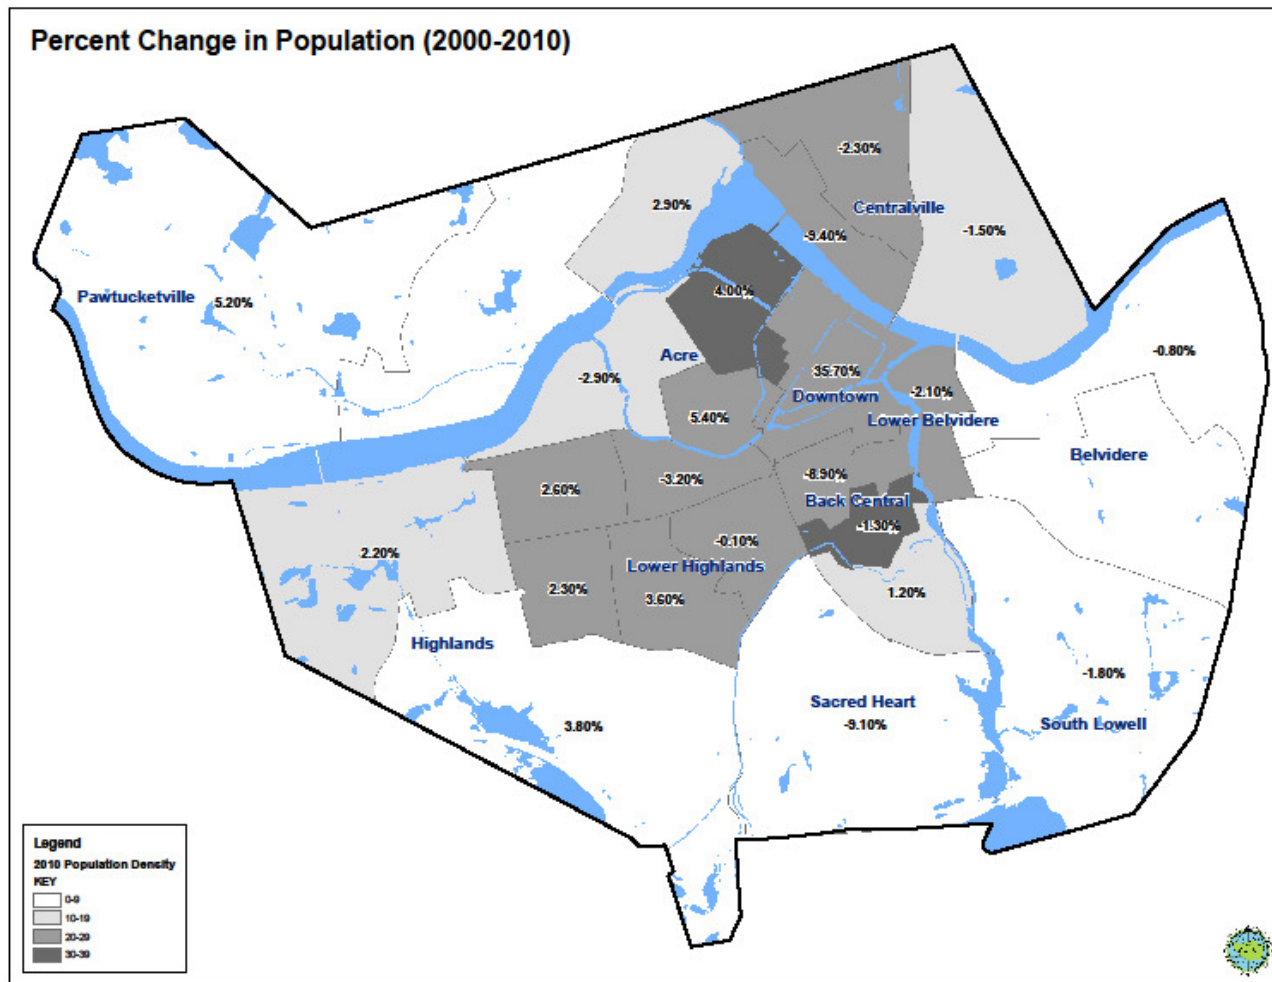 Percent Change in Population (2000-2010)
-2.30%
2.90%
Centralville
-1.50%
-9.40%
Pawtucketville
5.20%
4.00%
-0.80%
Acre
-2.90%
35.70%
Downtown
-2.10%
5.40%
Lower Belvidere
Belvidere
-3.20%
-8.90%
2.60%
Back Central
-1.30%
-0.10%
2.20%
Lower Highlands
2.30%
3.60%
1.20%
Highlands
-1.80%
Sacred Heart
-9.10%
3.80%
South Lowell
Legend
2010 Population Density
KEY
0-9
10-19
20-29
30-39